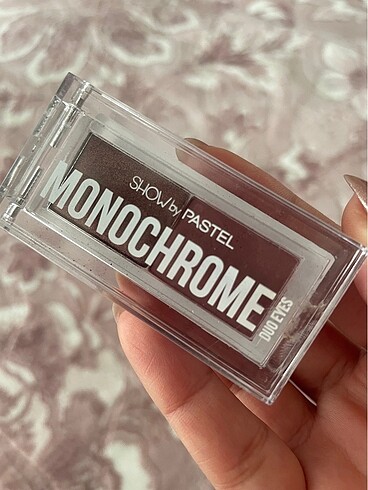 SHOW by PASTEL
MONOCHROME
DUO EYES